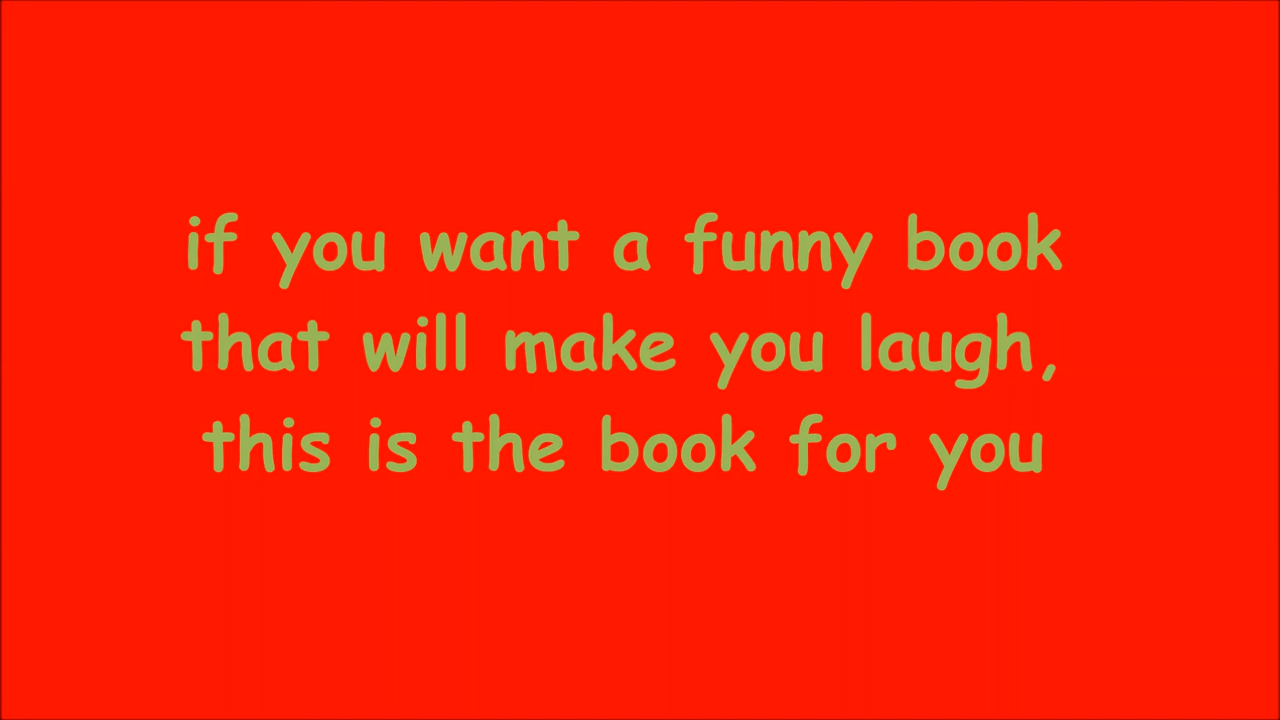 if you want a funny book
that will make you laugh,
this is the book for you